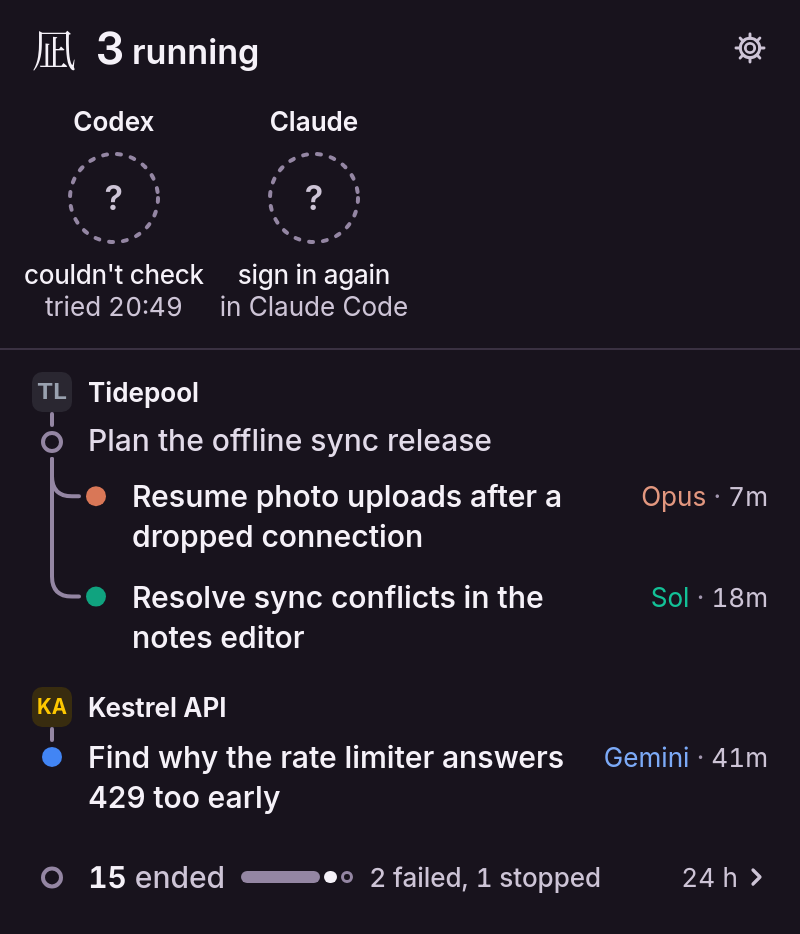 凪 3 running
Codex Claude
? ?
couldn't check sign in again
tried 20:49 in Claude Code
TL Tidepool
Plan the offline sync release
Resume photo uploads after a Opus · 7m
dropped connection
Resolve sync conflicts in the Sol · 18m
notes editor
KA Kestrel API
Find why the rate limiter answers Gemini · 41m
429 too early
15 ended 2 failed, 1 stopped 24 h